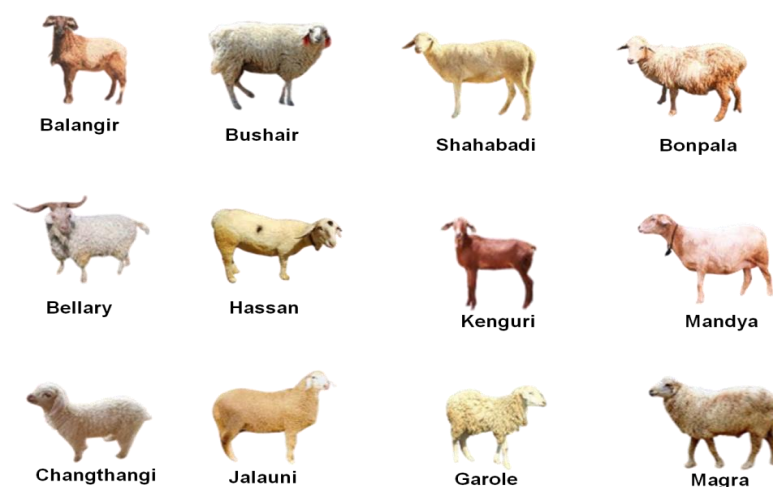 Balangir
Bushair
Shahabadi
Bonpala
Bellary
Hassan
Kenguri
Mandya
Changthangi
Jalauni
Garole
Magra